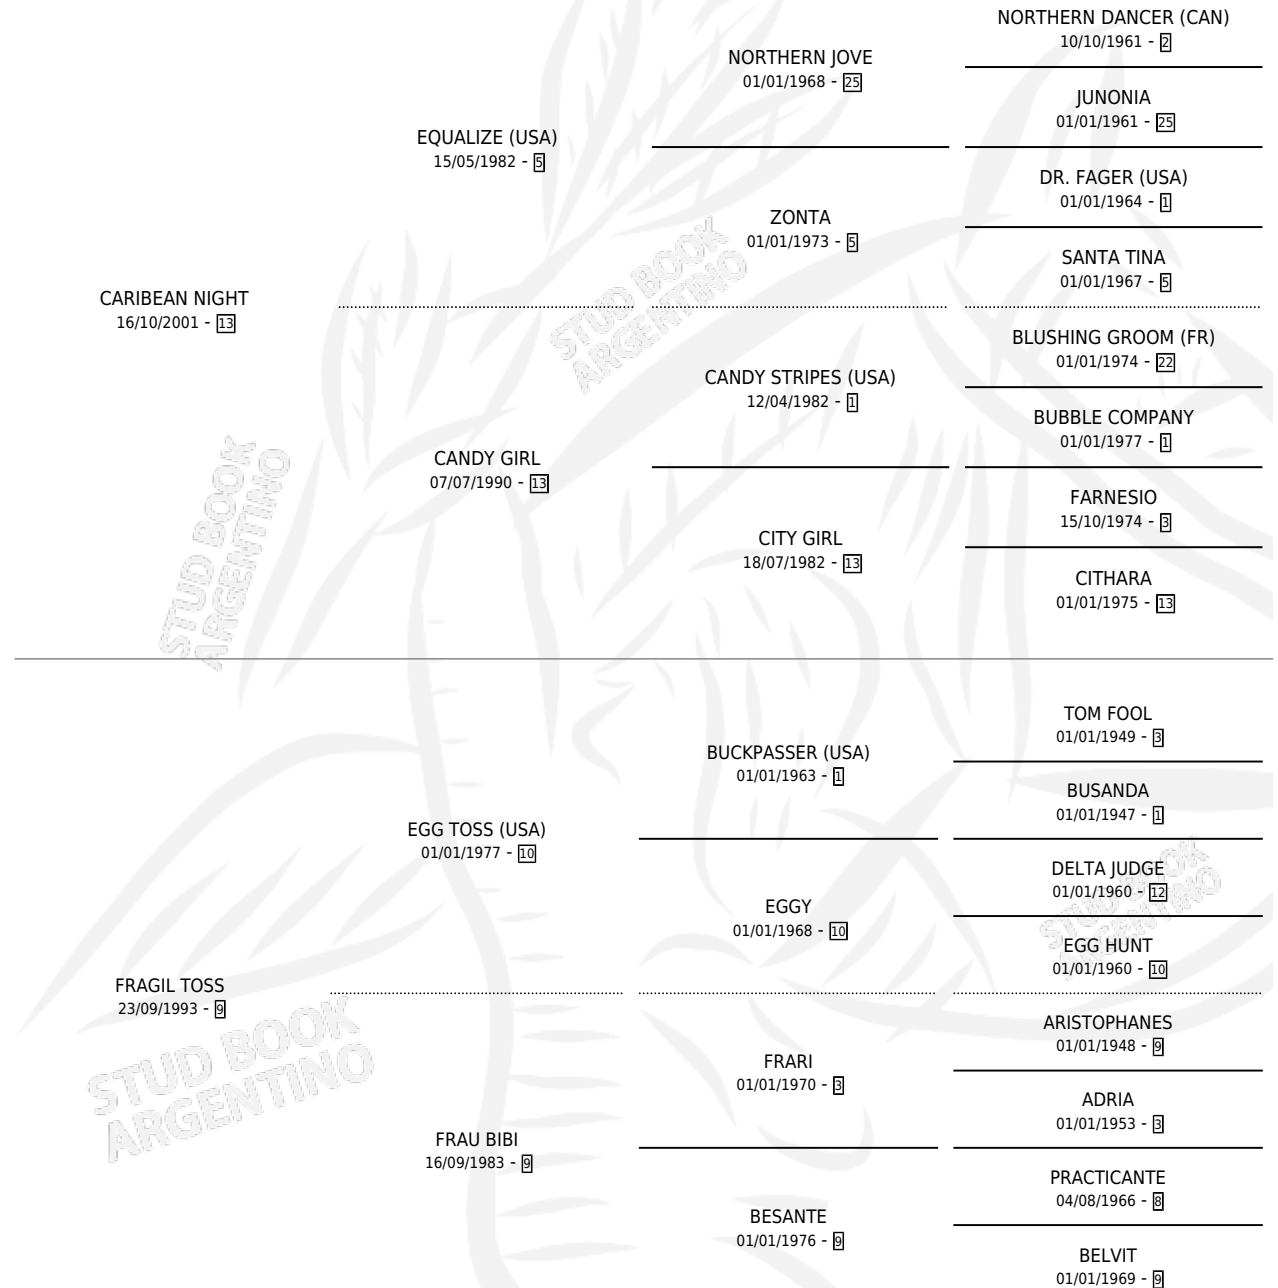 NORTHERN DANCER (CAN)
10/10/1961 - 2
NORTHERN JOVE
01/01/1968 - 25
JUNONIA
01/01/1961 - 25
EQUALIZE (USA)
15/05/1982 - 5
DR. FAGER (USA)
01/01/1964 - 1
ZONTA
01/01/1973 - 5
SANTA TINA
01/01/1967 - 5
CARIBEAN NIGHT
16/10/2001 - 13
STUD BOOK
ARGENTINO
BLUSHING GROOM (FR)
01/01/1974 - 22
CANDY STRIPES (USA)
12/04/1982 - 1
BUBBLE COMPANY
01/01/1977 - 1
CANDY GIRL
07/07/1990 - 13
FARNESIO
15/10/1974 - 3
CITY GIRL
18/07/1982 - 13
CITHARA
01/01/1975 - 13
STUD BOOK
ARGENTINO
TOM FOOL
01/01/1949 - 3
BUCKPASSER (USA)
01/01/1963 - 1
BUSANDA
01/01/1947 - 1
EGG TOSS (USA)
01/01/1977 - 10
DELTA JUDGE
01/01/1960 - 12
EGGY
01/01/1968 - 10
STUD BOOK
ARGENTINO
EGG HUNT
01/01/1960 - 10
FRAGIL TOSS
23/09/1993 - 9
STUD BOOK
ARGENTINO
ARISTOPHANES
01/01/1948 - 9
FRARI
01/01/1970 - 3
ADRIA
01/01/1953 - 3
FRAU BIBI
16/09/1983 - 9
PRACTICANTE
04/08/1966 - 8
BESANTE
01/01/1976 - 9
BELVIT
01/01/1969 - 9